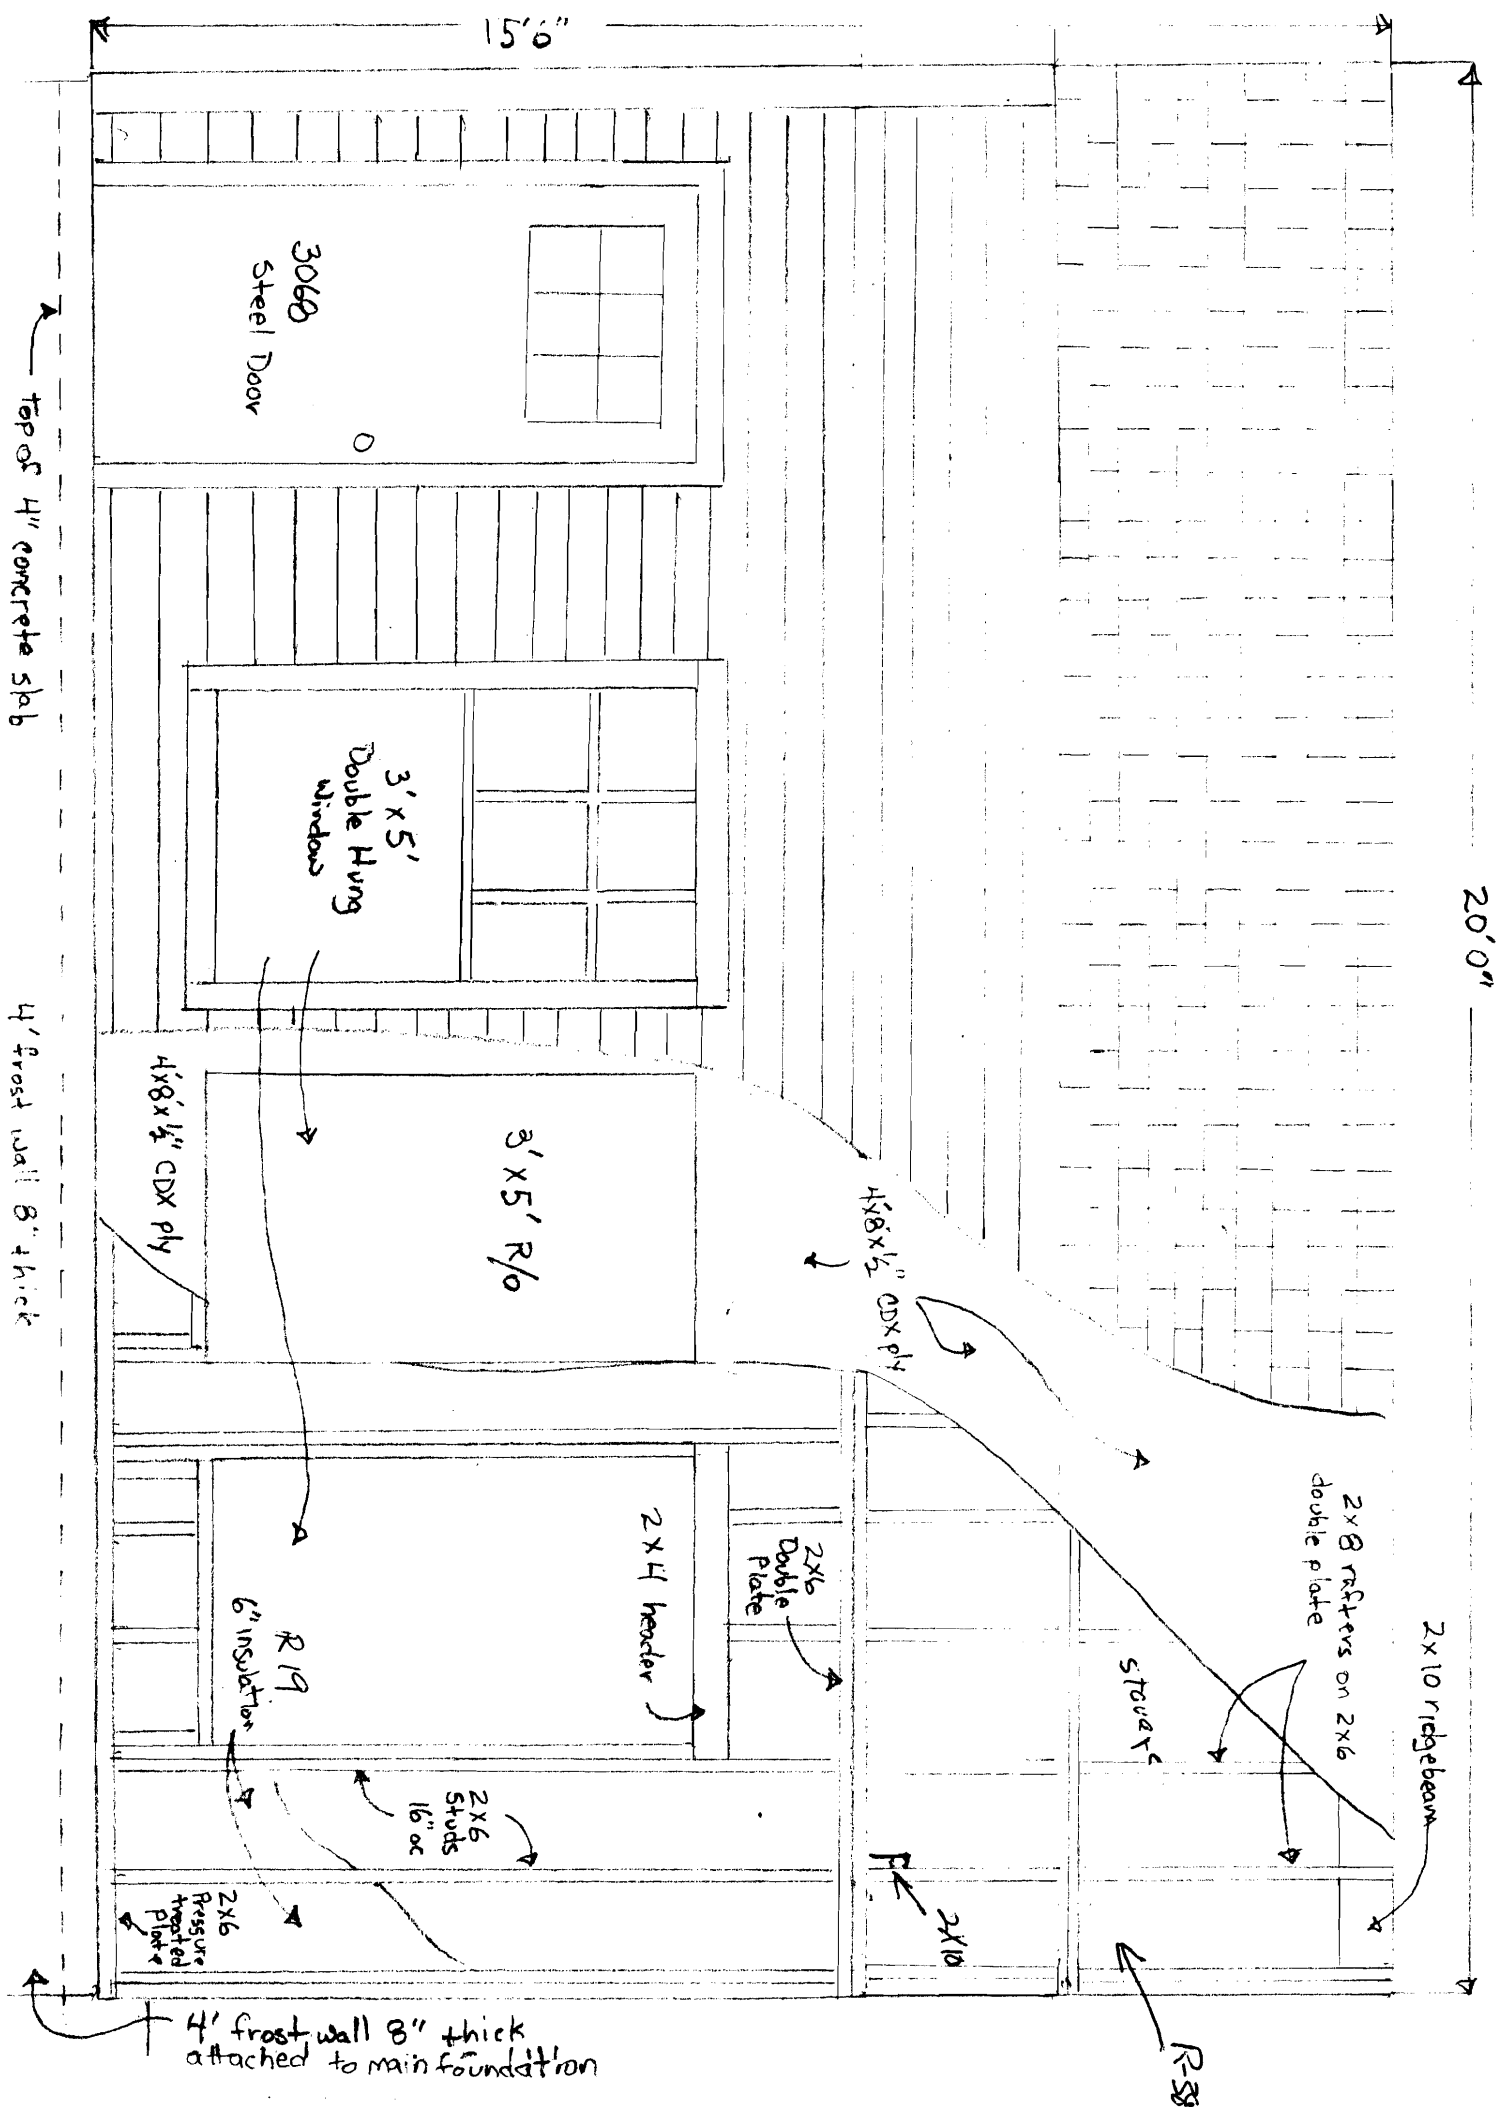 15'6"
20'0"
3068
Steel Door
top of 4" concrete slab
4' frost wall 8" thick
3' x 5'
Double Hung
Window
4'x8'x½" CDX ply
3' x 5' R/O
4'x8'x½" CDX ply
2x8 rafters on 2x6
double plate
2x10 ridgebeam
2x6
Double
Plate
2x4 header
R 19
6" insulation
2x6
Studs
16" oc
2x6
Pressure
treated
plate
2x10
4' frost wall 8" thick
attached to main foundation